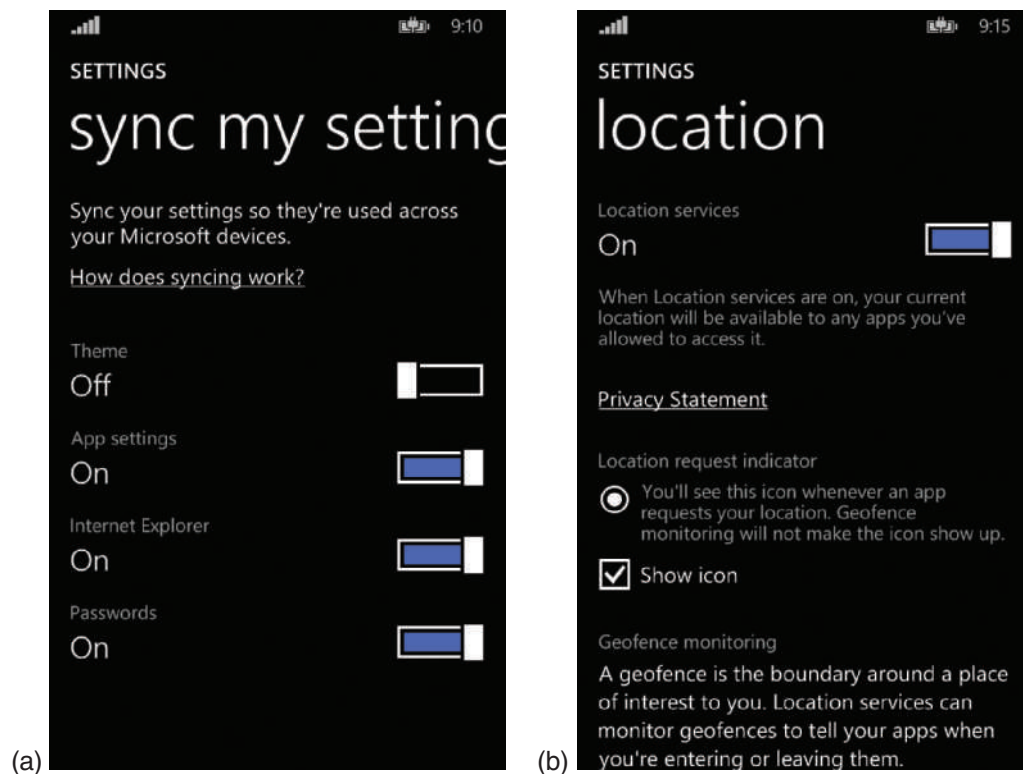 9:10
SETTINGS
sync my setting
Sync your settings so they're used across
your Microsoft devices.
How does syncing work?
Theme
Off
App settings
On
Internet Explorer
On
Passwords
On
(a)
9:15
SETTINGS
location
Location services
On
When Location services are on, your current
location will be available to any apps you've
allowed to access it.
Privacy Statement
Location request indicator
You'll see this icon whenever an app
requests your location. Geofence
monitoring will not make the icon show up.
Show icon
Geofence monitoring
A geofence is the boundary around a place
of interest to you. Location services can
monitor geofences to tell your apps when
you're entering or leaving them.
(b)